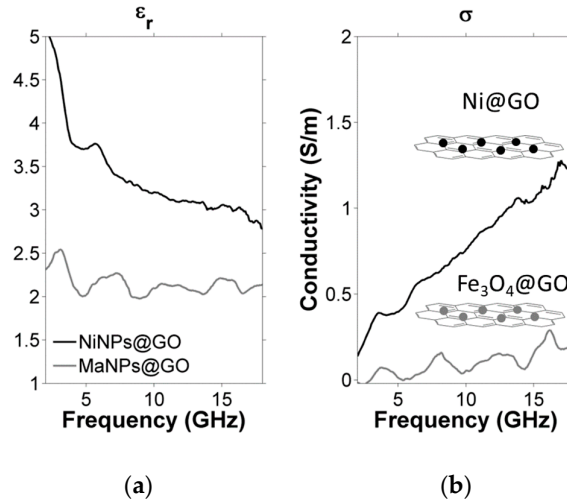 ε_r
5
4.5
4
3.5
3
2.5
2
1.5
1
NiNPs@GO
MaNPs@GO
5
10
15
Frequency (GHz)
(a)
σ
Conductivity (S/m)
2
1.5
1
0.5
0
Ni@GO
Fe₃O₄@GO
5
10
15
Frequency (GHz)
(b)